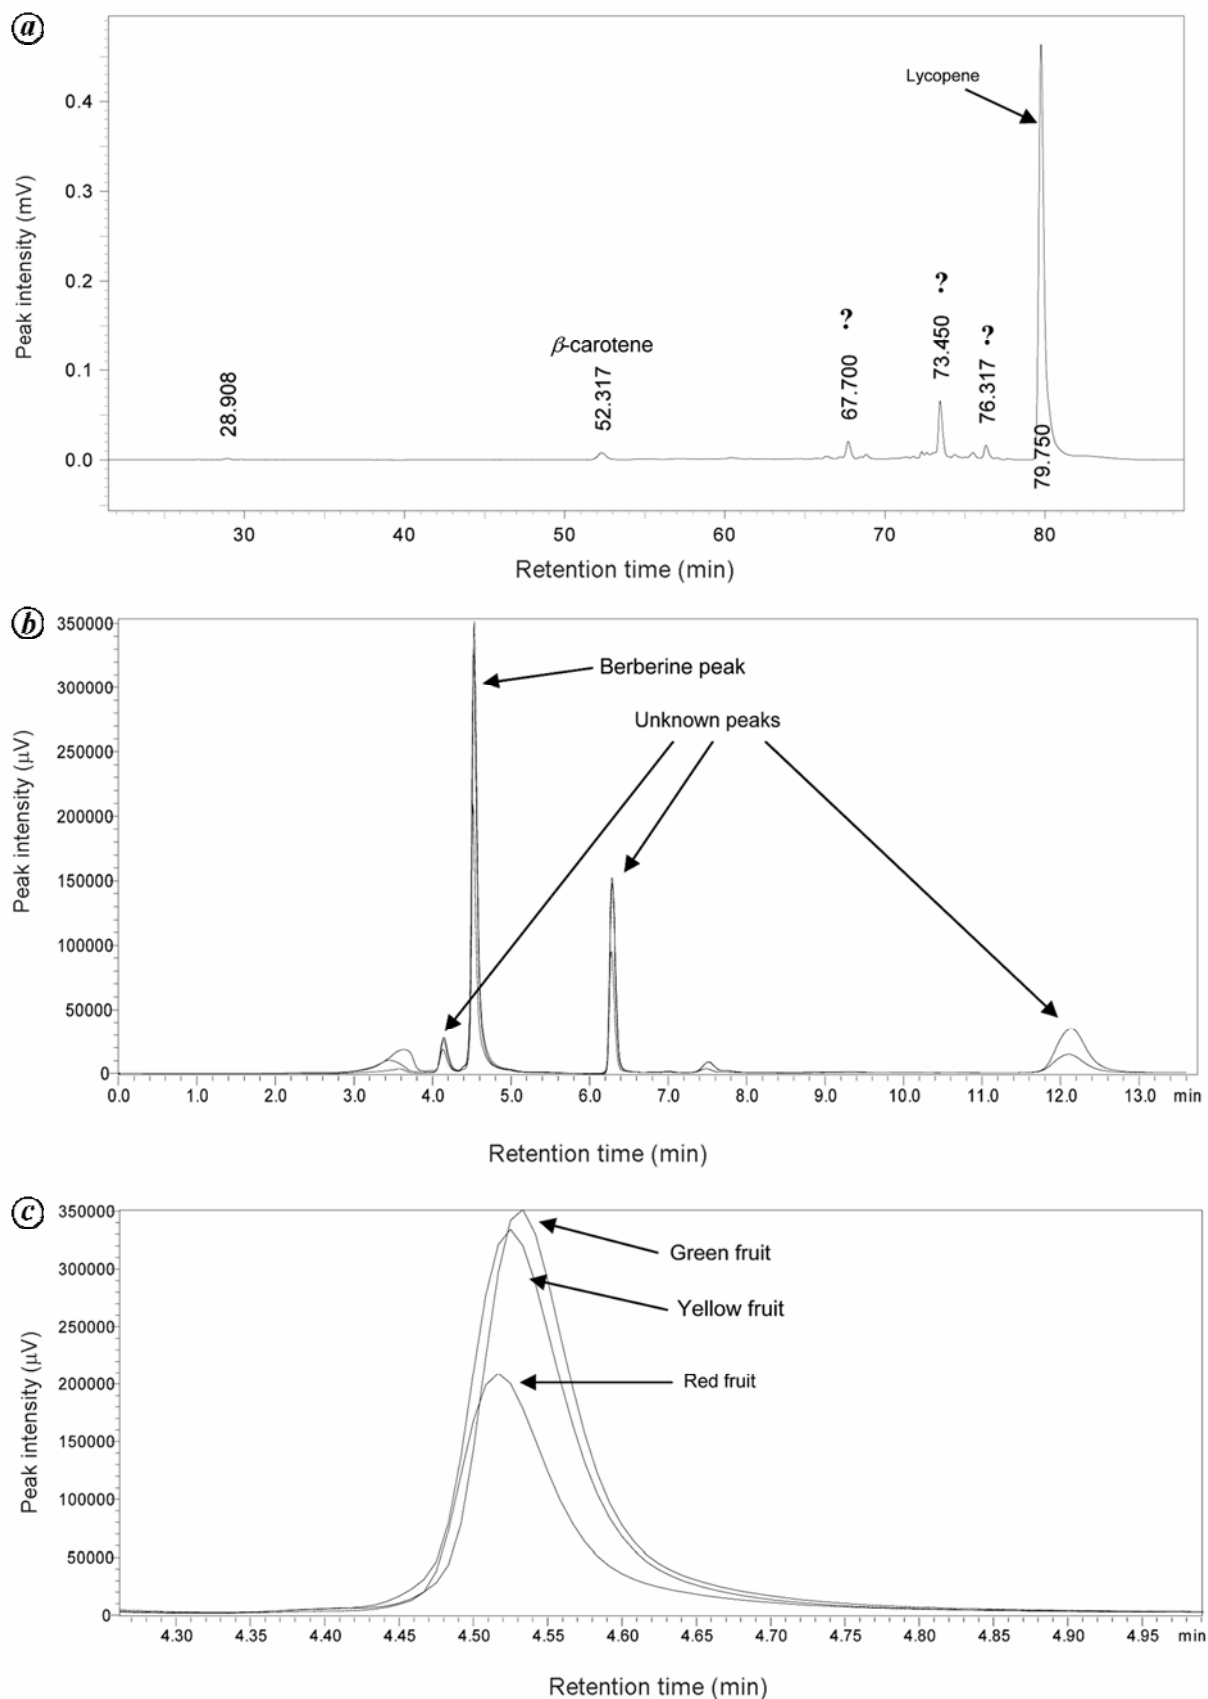 a
Peak intensity (mV)
0.4
0.3
0.2
0.1
0.0
Lycopene
β-carotene
28.908
52.317
?
67.700
?
73.450
?
76.317
79.750
30 40 50 60 70 80
Retention time (min)
b
Peak intensity (μV)
350000
300000
250000
200000
150000
100000
50000
0
Berberine peak
Unknown peaks
0.0 1.0 2.0 3.0 4.0 5.0 6.0 7.0 8.0 9.0 10.0 11.0 12.0 13.0 min
Retention time (min)
c
Peak intensity (μV)
350000
300000
250000
200000
150000
100000
50000
0
Green fruit
Yellow fruit
Red fruit
4.30 4.35 4.40 4.45 4.50 4.55 4.60 4.65 4.70 4.75 4.80 4.85 4.90 4.95 min
Retention time (min)